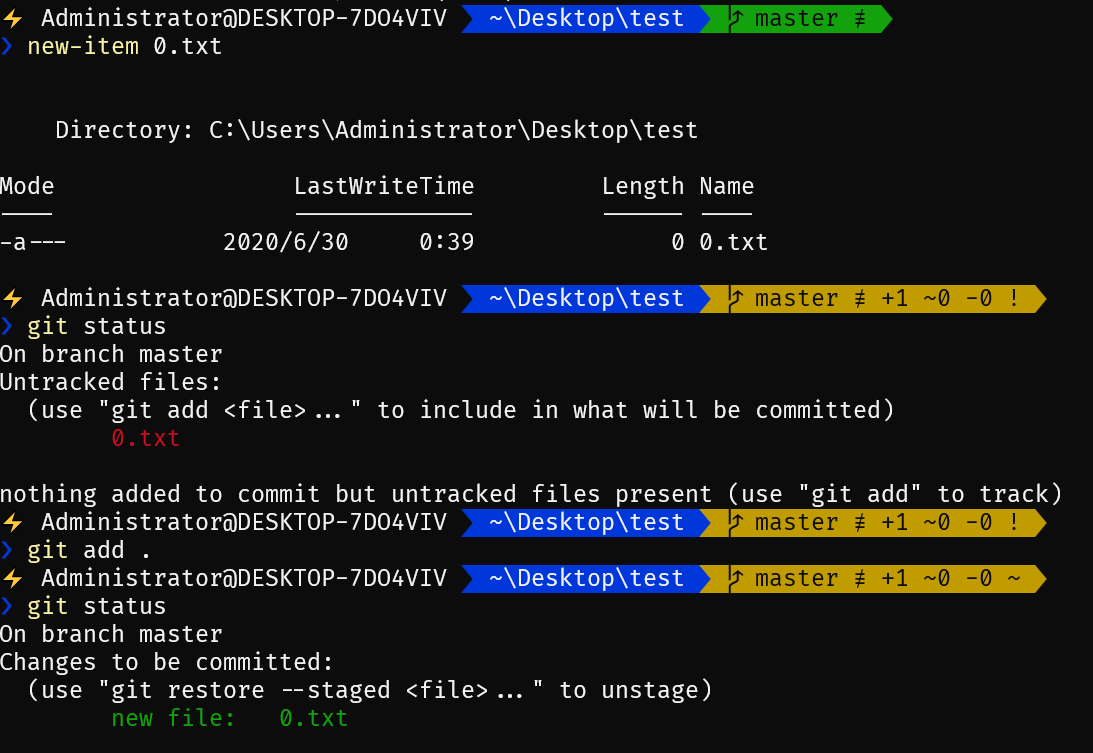 ⚡ Administrator@DESKTOP-7DO4VIV ~\Desktop\test master ≢
❯ new-item 0.txt
Directory: C:\Users\Administrator\Desktop\test
Mode LastWriteTime Length Name
---- ------------- ------ ----
-a--- 2020/6/30 0:39 0 0.txt
⚡ Administrator@DESKTOP-7DO4VIV ~\Desktop\test master ≢ +1 ~0 -0 !
❯ git status
On branch master
Untracked files:
(use "git add <file>..." to include in what will be committed)
0.txt
nothing added to commit but untracked files present (use "git add" to track)
⚡ Administrator@DESKTOP-7DO4VIV ~\Desktop\test master ≢ +1 ~0 -0 !
❯ git add .
⚡ Administrator@DESKTOP-7DO4VIV ~\Desktop\test master ≢ +1 ~0 -0 ~
❯ git status
On branch master
Changes to be committed:
(use "git restore --staged <file>..." to unstage)
new file: 0.txt